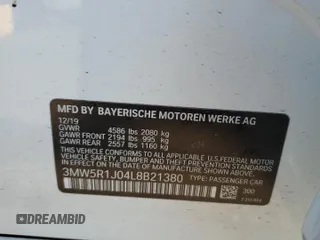 MFD BY BAYERISCHE MOTOREN WERKE AG
12/19
GVWR 4586 lbs 2080 kg
GAWR FRONT 2194 lbs 995 kg
GAWR REAR 2557 lbs 1160 kg
THIS VEHICLE CONFORMS TO ALL APPLICABLE U.S. FEDERAL MOTOR
VEHICLE SAFETY, BUMPER, AND THEFT PREVENTION STANDARDS
IN EFFECT ON THE DATE OF MANUFACTURE SHOWN ABOVE.
3MW5R1J04L8B21380 TYPE: PASSENGER CAR
300
DREAMBID